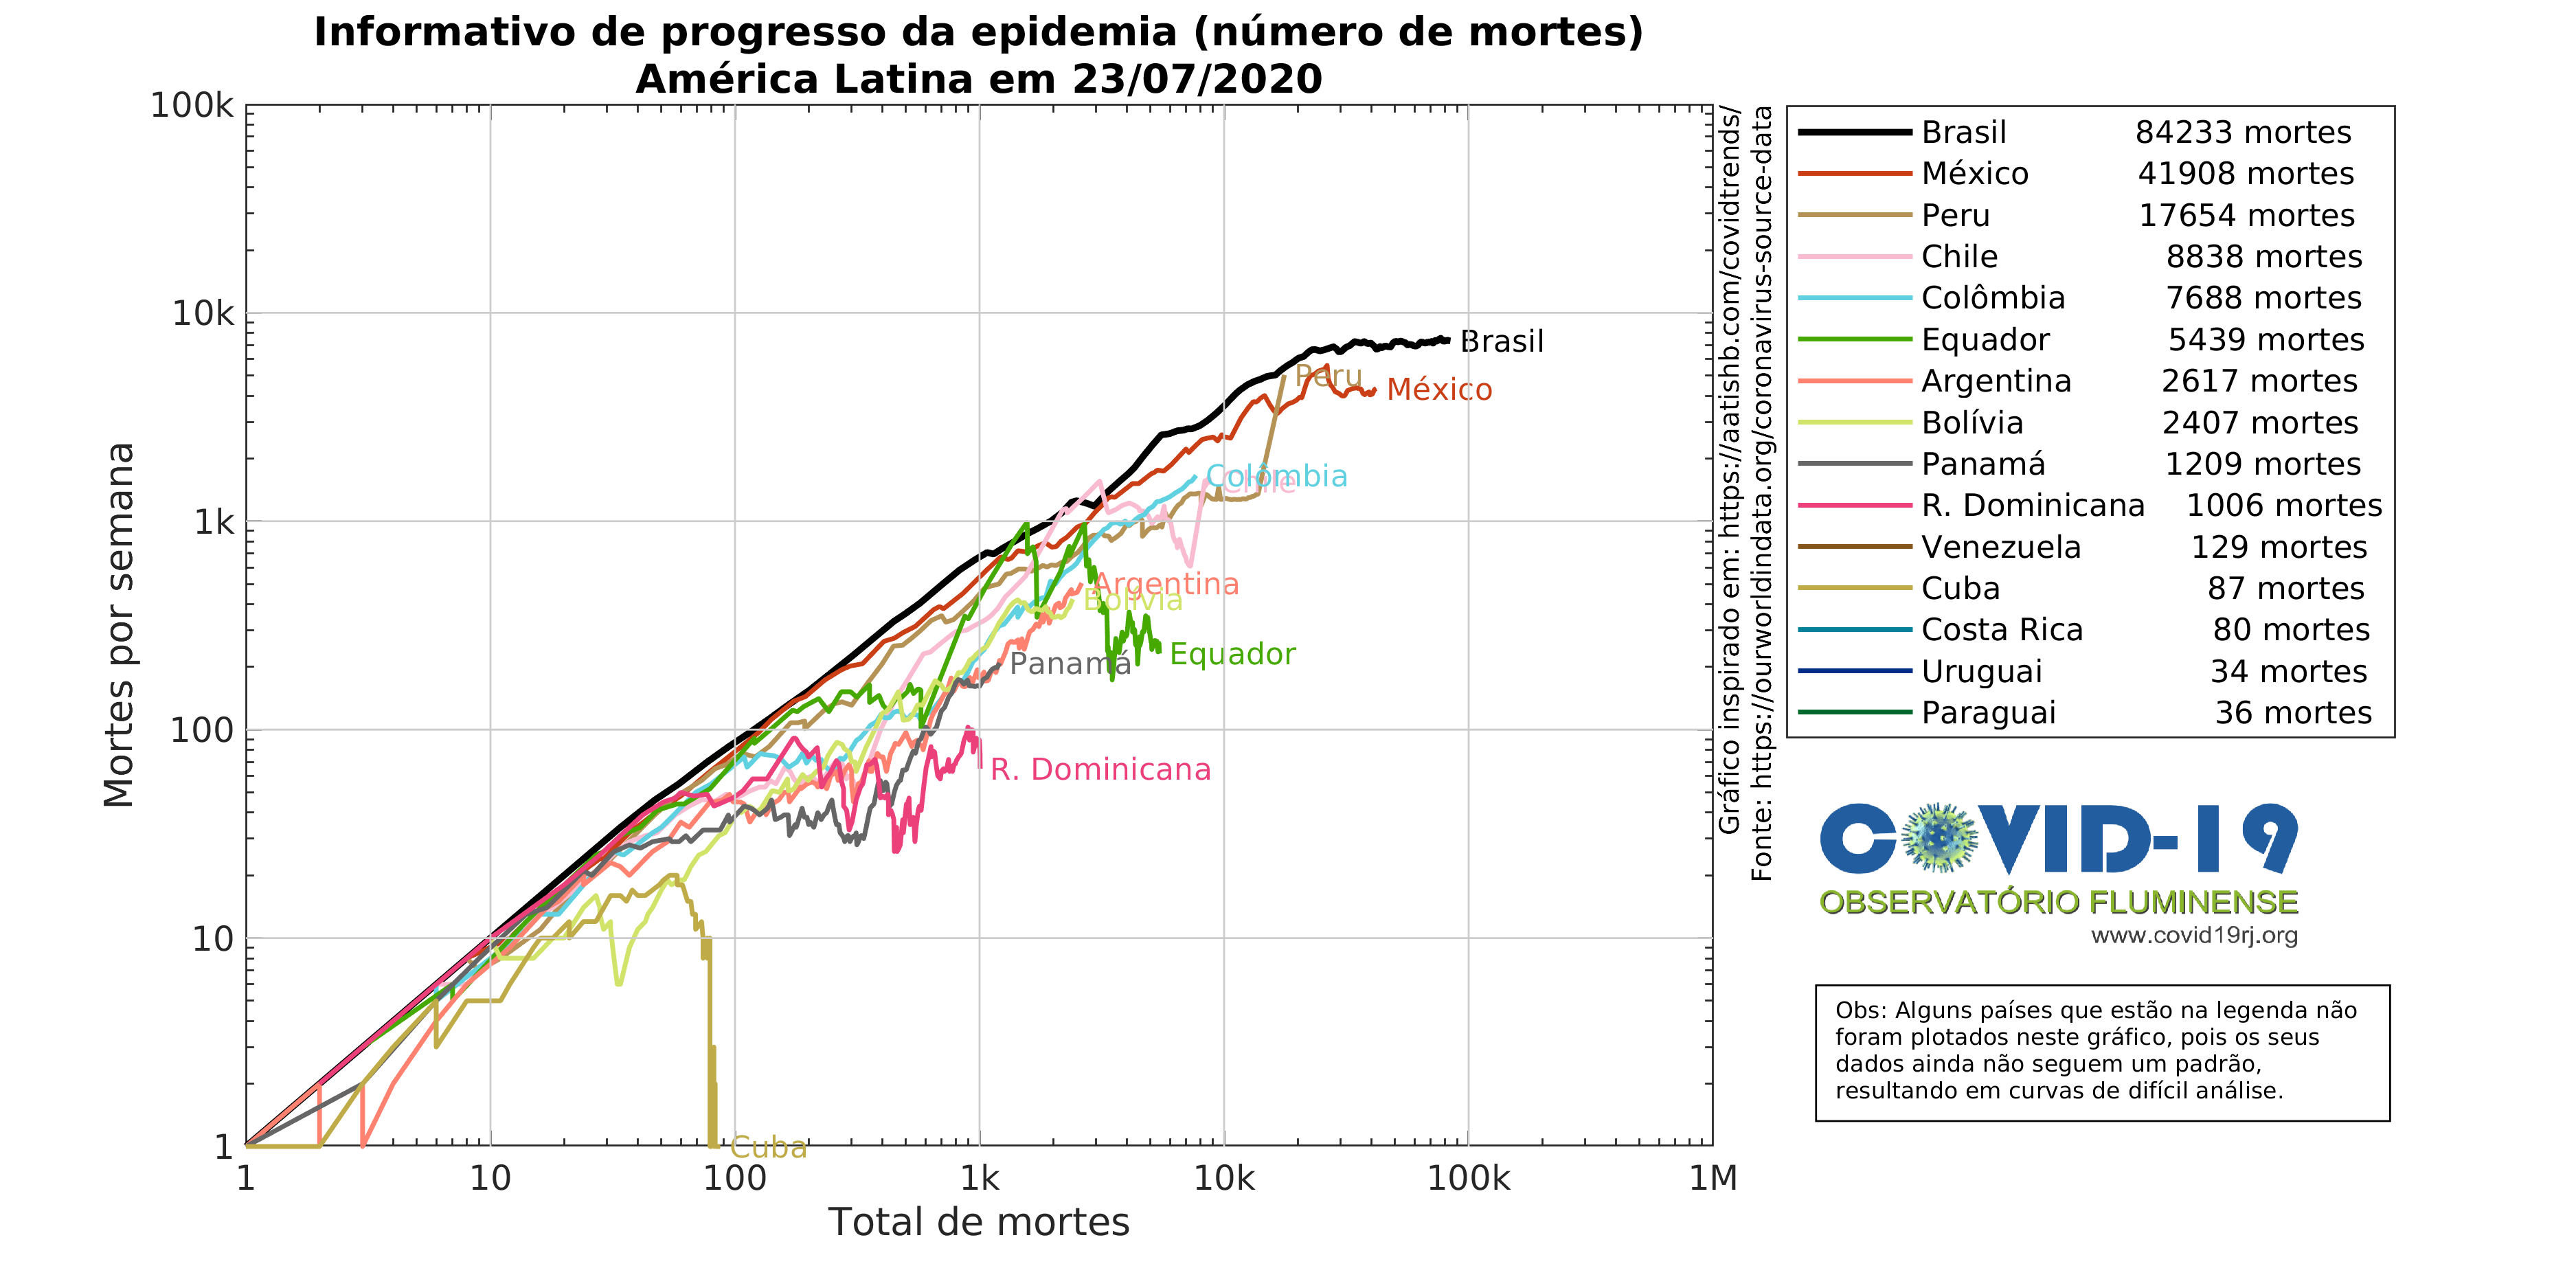 Informativo de progresso da epidemia (número de mortes)
América Latina em 23/07/2020
100k
10k
1k
100
10
1
Mortes por semana
1
10
100
1k
10k
100k
1M
Total de mortes
Brasil
Peru
México
Colômbia
Chile
Argentina
Bolívia
Equador
Panamá
R. Dominicana
Cuba
Gráfico inspirado em: https://aatishb.com/covidtrends/
Fonte: https://ourworldindata.org/coronavirus-source-data
Brasil 84233 mortes
México 41908 mortes
Peru 17654 mortes
Chile 8838 mortes
Colômbia 7688 mortes
Equador 5439 mortes
Argentina 2617 mortes
Bolívia 2407 mortes
Panamá 1209 mortes
R. Dominicana 1006 mortes
Venezuela 129 mortes
Cuba 87 mortes
Costa Rica 80 mortes
Uruguai 34 mortes
Paraguai 36 mortes
COVID-19
OBSERVATÓRIO FLUMINENSE
www.covid19rj.org
Obs: Alguns países que estão na legenda não
foram plotados neste gráfico, pois os seus
dados ainda não seguem um padrão,
resultando em curvas de difícil análise.